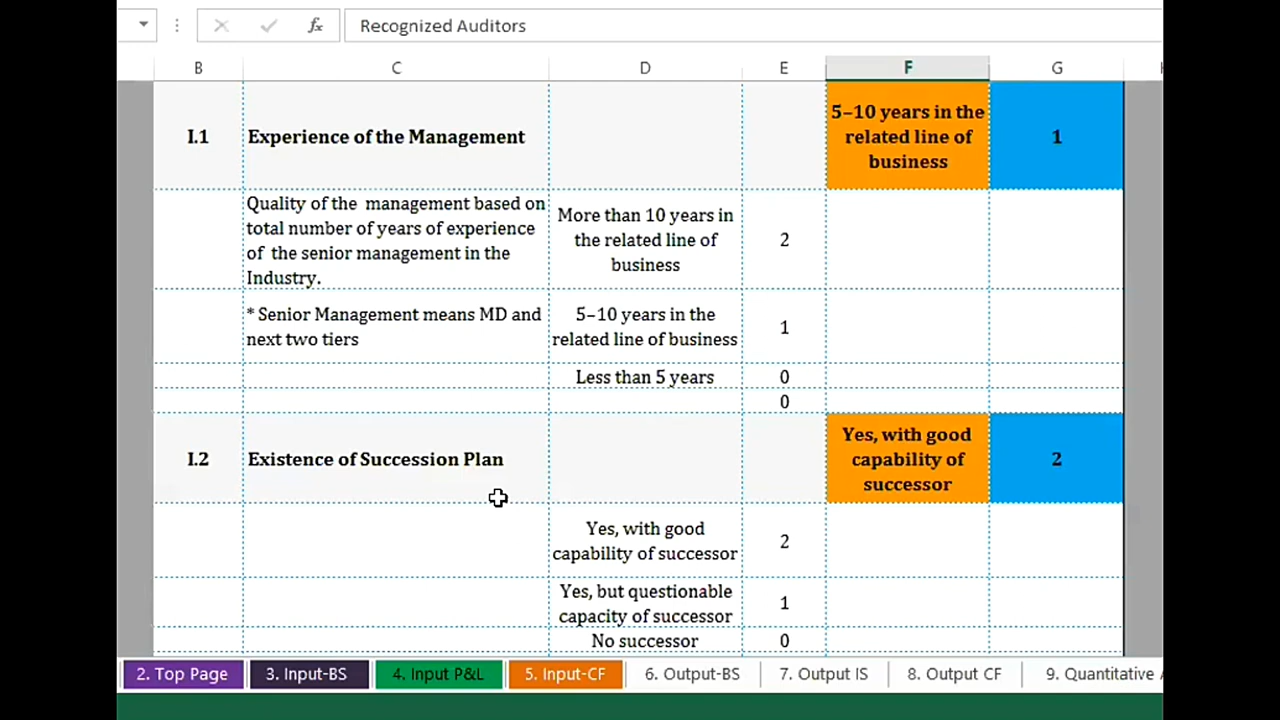 fx Recognized Auditors
B C D E F G
I.1 Experience of the Management 5–10 years in the related line of business 1
Quality of the management based on
total number of years of experience
of the senior management in the
Industry.
More than 10 years in
the related line of
business
2
* Senior Management means MD and
next two tiers
5–10 years in the
related line of business
1
Less than 5 years 0
0
I.2 Existence of Succession Plan
Yes, with good
capability of
successor
2
Yes, with good
capability of successor
2
Yes, but questionable
capacity of successor
1
No successor 0
2. Top Page 3. Input-BS 4. Input P&L 5. Input-CF 6. Output-BS 7. Output IS 8. Output CF 9. Quantitative